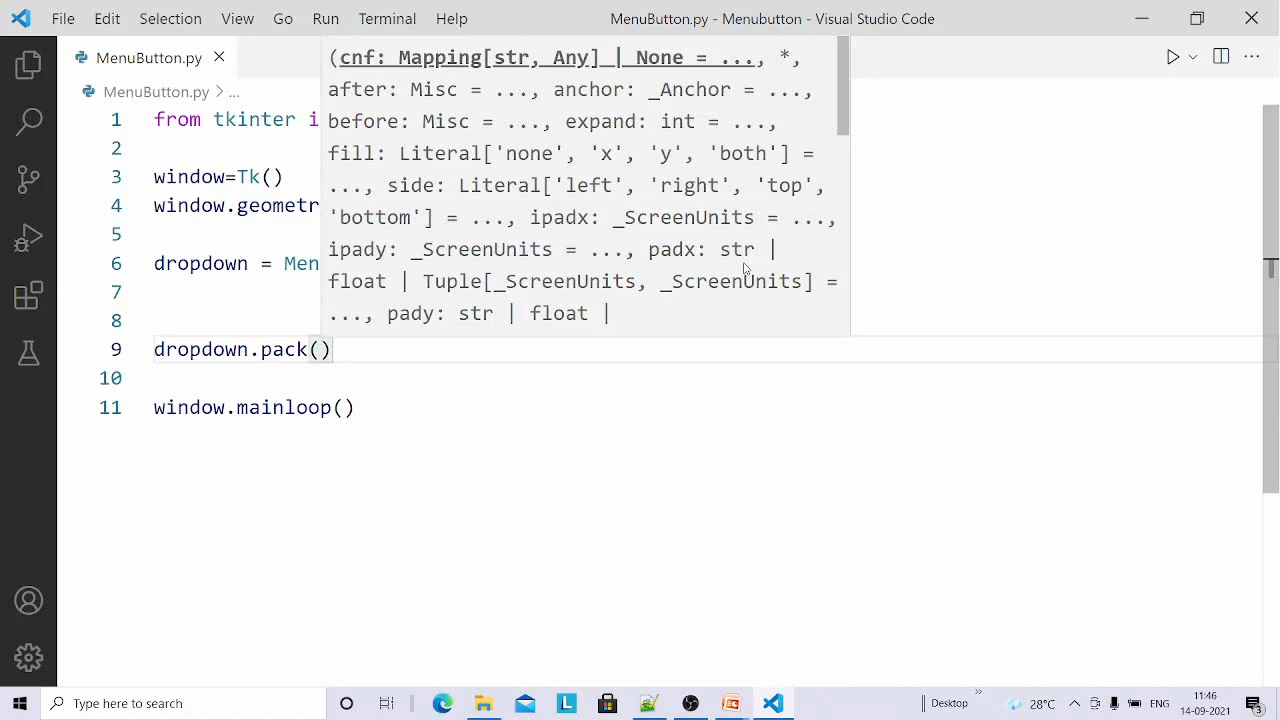 File Edit Selection View Go Run Terminal Help MenuButton.py - Menubutton - Visual Studio Code
MenuButton.py
MenuButton.py > ...
1 from tkinter i
2
3 window=Tk()
4 window.geometr
5
6 dropdown = Men
7
8
9 dropdown.pack()
10
11 window.mainloop()
(cnf: Mapping[str, Any] | None = ..., *,
after: Misc = ..., anchor: _Anchor = ...,
before: Misc = ..., expand: int = ...,
fill: Literal['none', 'x', 'y', 'both'] =
..., side: Literal['left', 'right', 'top',
'bottom'] = ..., ipadx: _ScreenUnits = ...,
ipady: _ScreenUnits = ..., padx: str |
float | Tuple[_ScreenUnits, _ScreenUnits] =
..., pady: str | float |
Type here to search
L
Desktop
28°C
ENG
11:46
14-09-2021
3